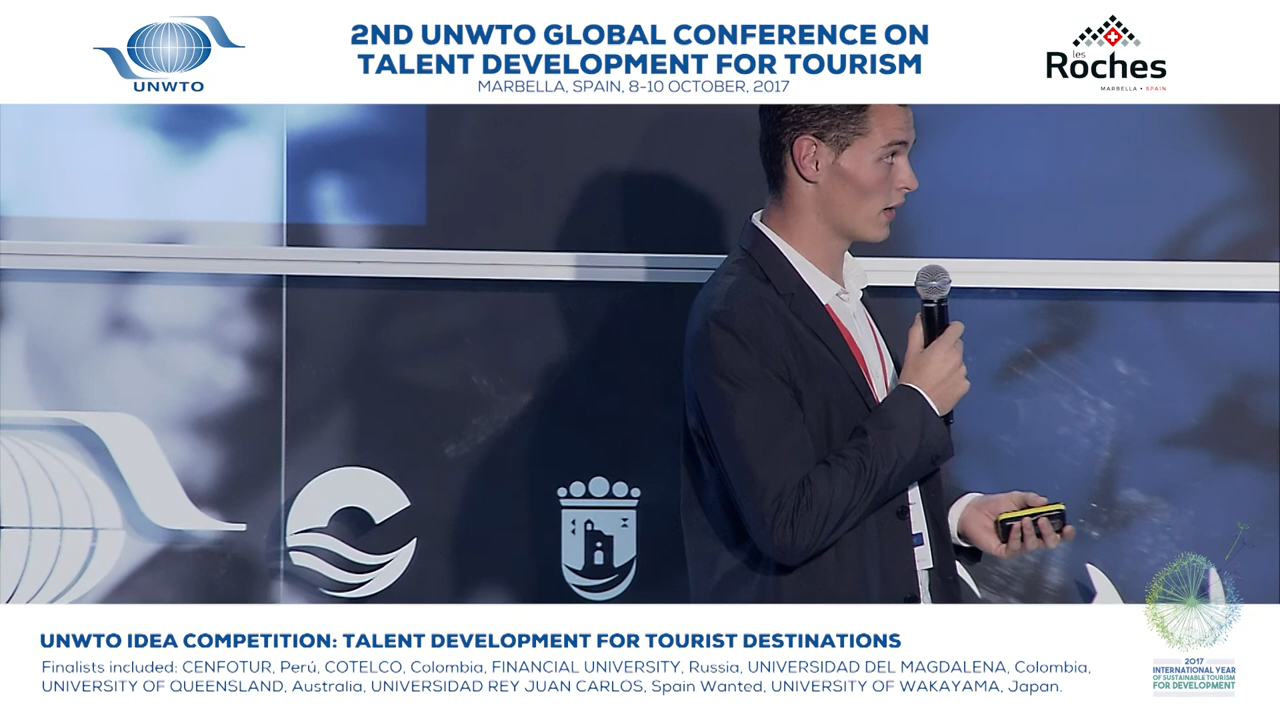 2ND UNWTO GLOBAL CONFERENCE ON
TALENT DEVELOPMENT FOR TOURISM
MARBELLA, SPAIN, 8-10 OCTOBER, 2017
UNWTO
les
Roches
MARBELLA • SPAIN
UNWTO IDEA COMPETITION: TALENT DEVELOPMENT FOR TOURIST DESTINATIONS
Finalists included: CENFOTUR, Perú, COTELCO, Colombia, FINANCIAL UNIVERSITY, Russia, UNIVERSIDAD DEL MAGDALENA, Colombia,
UNIVERSITY OF QUEENSLAND, Australia, UNIVERSIDAD REY JUAN CARLOS, Spain Wanted, UNIVERSITY OF WAKAYAMA, Japan.
2017
INTERNATIONAL YEAR
OF SUSTAINABLE TOURISM
FOR DEVELOPMENT